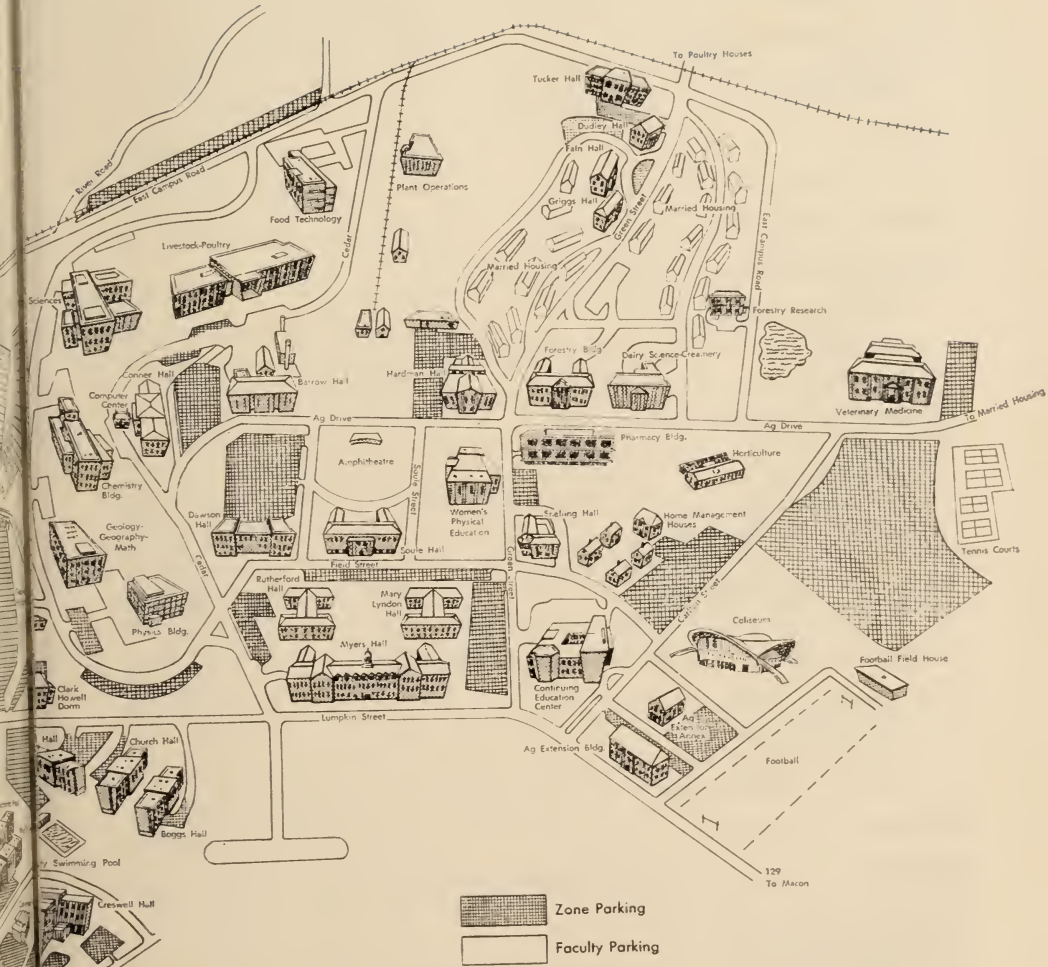 To Poultry Houses
Tucker Hall
Dudley Hall
Fain Hall
River Road
East Campus Road
Plant Operations
Food Technology
Griggs Hall
Green Street
Married Housing
Cedar
Livestock-Poultry
East Campus Road
Married Housing
Sciences
Forestry Research
Conner Hall
Computer
Center
Barrow Hall
Hardman Hall
Forestry Bldg
Dairy Science-Creamery
Veterinary Medicine
To Married Housing
Ag Drive
Ag Drive
Pharmacy Bldg.
Chemistry
Bldg.
Amphitheatre
Soule Street
Women's
Physical
Education
Horticulture
Dawson
Hall
Geology-
Geography-
Math
Soule Hall
Snelling Hall
Home Management
Houses
Tennis Courts
Cedar
Field Street
Green Street
Rutherford
Hall
Mary
Lyndon
Hall
Physics Bldg.
Myers Hall
Carlton Street
Coliseum
Football Field House
Clark
Howell
Dorm
Continuing
Education
Center
Ag
Extension
Annex
Lumpkin Street
Ag Extension Bldg.
Football
Hall
Church Hall
Boggs Hall
Swimming Pool
129
To Macon
Creswell Hall
Zone Parking
Faculty Parking